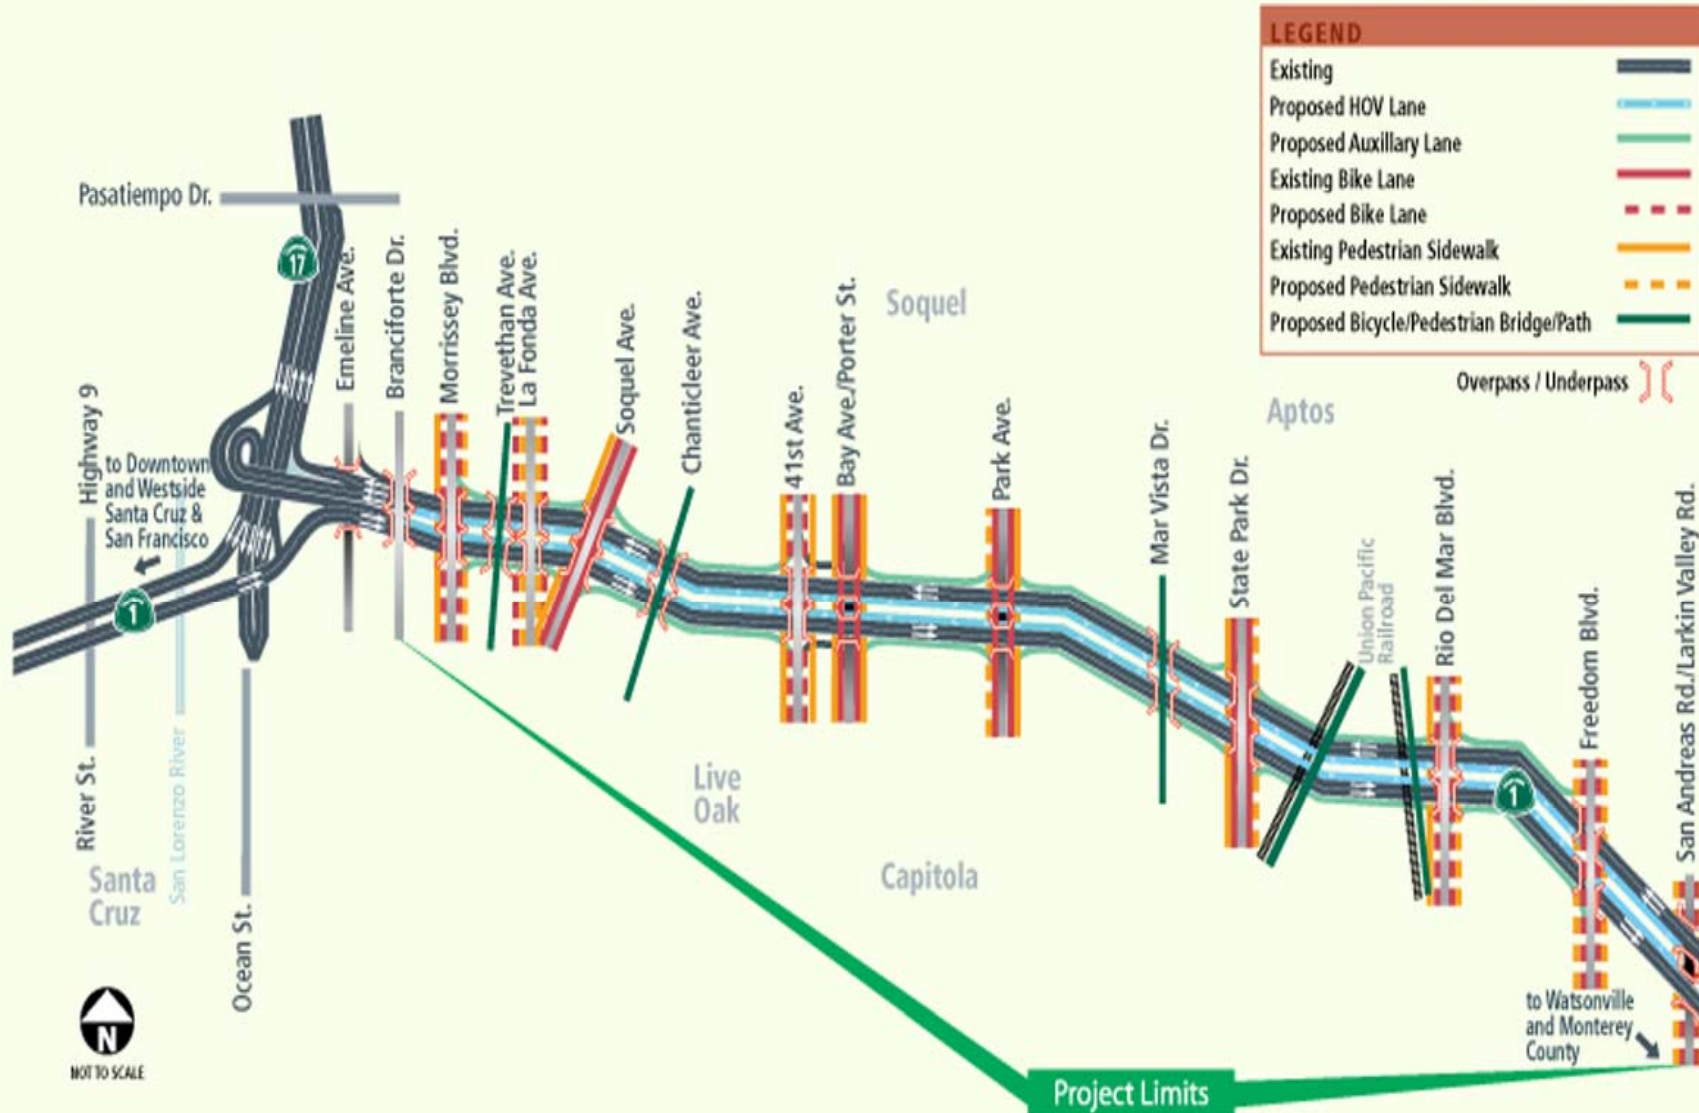 LEGEND
Existing
Proposed HOV Lane
Proposed Auxillary Lane
Existing Bike Lane
Proposed Bike Lane
Existing Pedestrian Sidewalk
Proposed Pedestrian Sidewalk
Proposed Bicycle/Pedestrian Bridge/Path
Overpass / Underpass
Pasatiempo Dr.
17
Emeline Ave.
Branciforte Dr.
Morrissey Blvd.
Trevethan Ave.
La Fonda Ave.
Soquel Ave.
Chanticleer Ave.
41st Ave.
Bay Ave./Porter St.
Soquel
Park Ave.
Mar Vista Dr.
Aptos
State Park Dr.
Union Pacific
Railroad
Rio Del Mar Blvd.
Freedom Blvd.
San Andreas Rd./Larkin Valley Rd.
Highway 9
to Downtown
and Westside
Santa Cruz &
San Francisco
1
1
River St.
San Lorenzo River
Santa
Cruz
Ocean St.
Live
Oak
Capitola
to Watsonville
and Monterey
County
N
NOT TO SCALE
Project Limits